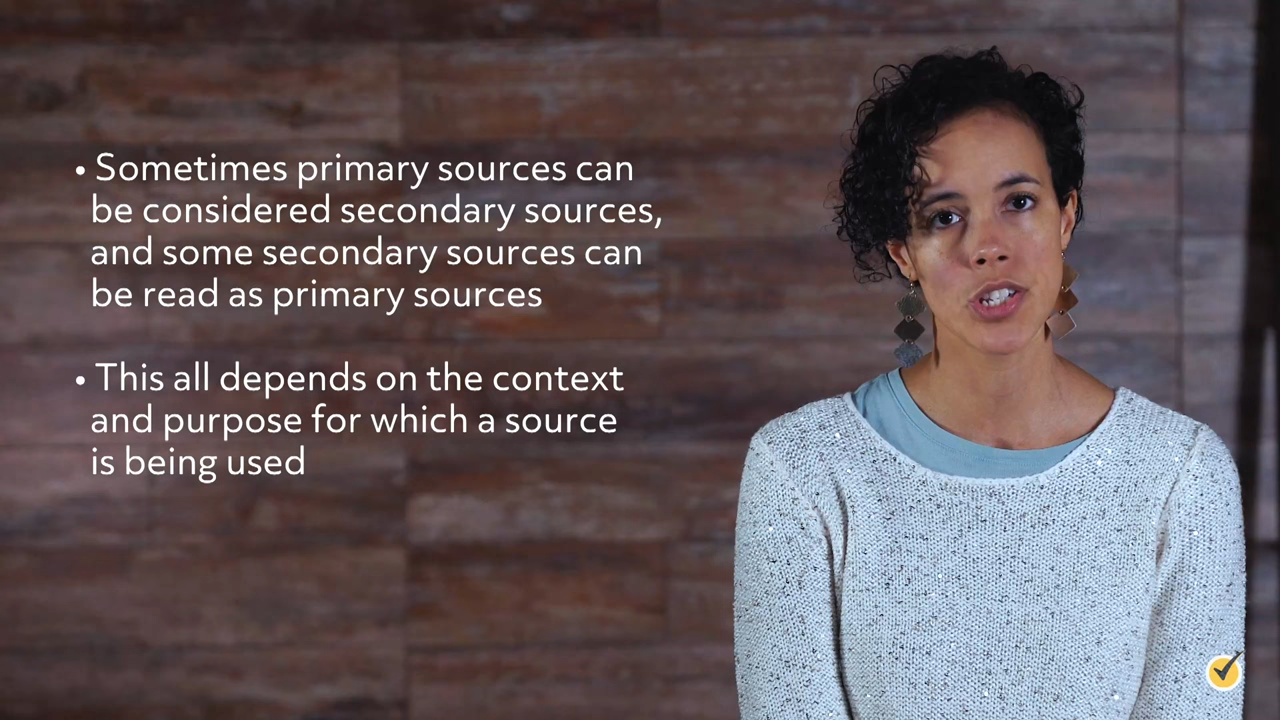 • Sometimes primary sources can
be considered secondary sources,
and some secondary sources can
be read as primary sources
• This all depends on the context
and purpose for which a source
is being used